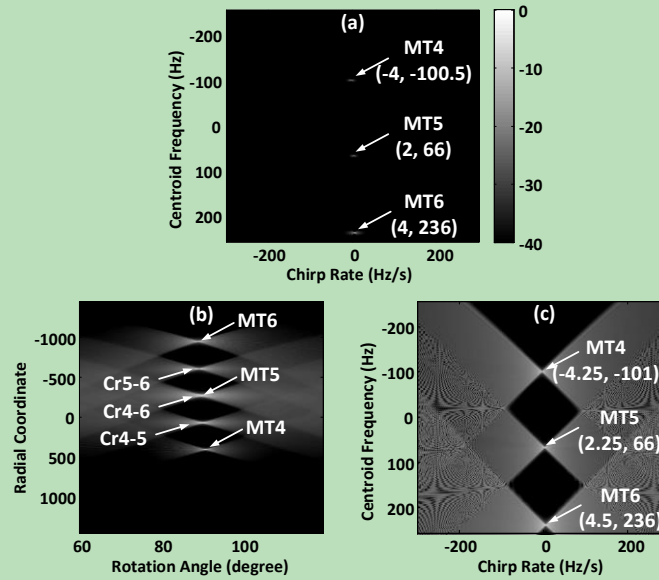 (a)
MT4
(-4, -100.5)
MT5
(2, 66)
MT6
(4, 236)
Centroid Frequency (Hz)
-200
-100
0
100
200
-200
0
200
Chirp Rate (Hz/s)
0
-10
-20
-30
-40
(b)
MT6
Cr5-6
MT5
Cr4-6
Cr4-5
MT4
Radial Coordinate
-1000
-500
0
500
1000
60
80
100
Rotation Angle (degree)
(c)
MT4
(-4.25, -101)
MT5
(2.25, 66)
MT6
(4.5, 236)
Centroid Frequency (Hz)
-200
-100
0
100
200
-200
0
200
Chirp Rate (Hz/s)